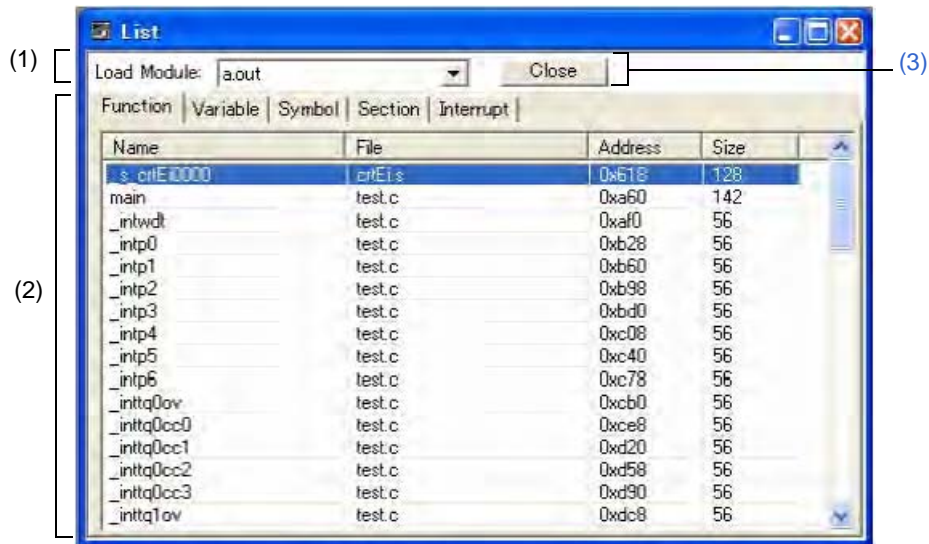 List
(1) Load Module: a.out Close (3)
Function Variable Symbol Section Interrupt
(2)
Name File Address Size
_s_crtEi0000 crtEi.s 0x618 128
main test.c 0xa60 142
_intwdt test.c 0xaf0 56
_intp0 test.c 0xb28 56
_intp1 test.c 0xb60 56
_intp2 test.c 0xb98 56
_intp3 test.c 0xbd0 56
_intp4 test.c 0xc08 56
_intp5 test.c 0xc40 56
_intp6 test.c 0xc78 56
_inttq0ov test.c 0xcb0 56
_inttq0cc0 test.c 0xce8 56
_inttq0cc1 test.c 0xd20 56
_inttq0cc2 test.c 0xd58 56
_inttq0cc3 test.c 0xd90 56
_inttq1ov test.c 0xdc8 56